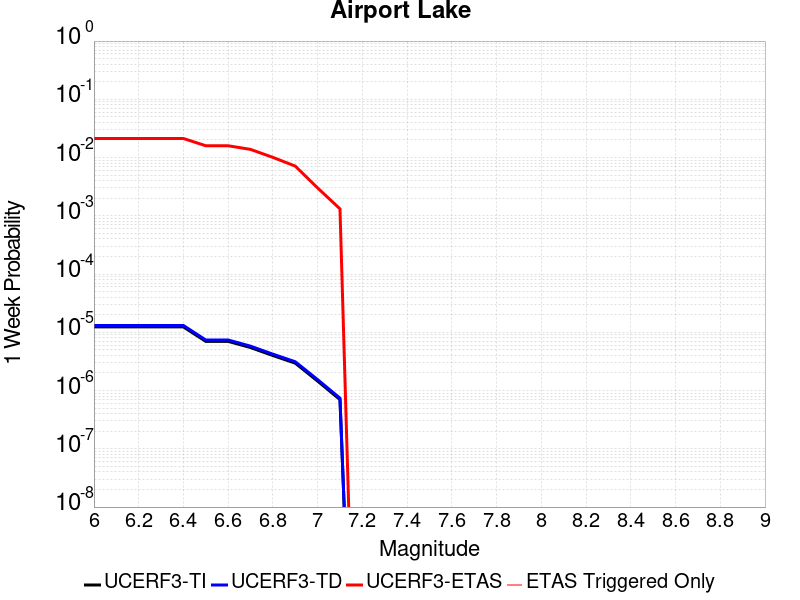 Airport Lake
10^0
10^-1
10^-2
10^-3
10^-4
10^-5
10^-6
10^-7
10^-8
1 Week Probability
6 6.2 6.4 6.6 6.8 7 7.2 7.4 7.6 7.8 8 8.2 8.4 8.6 8.8 9
Magnitude
UCERF3-TI UCERF3-TD UCERF3-ETAS ETAS Triggered Only